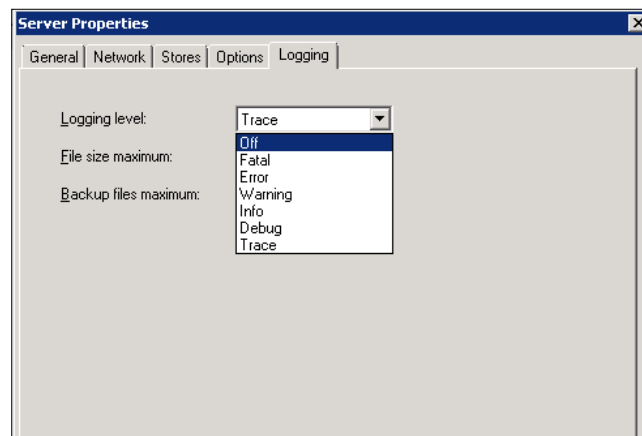 Server Properties
General Network Stores Options Logging
Logging level: Trace
Off
File size maximum:
Fatal
Error
Backup files maximum:
Warning
Info
Debug
Trace